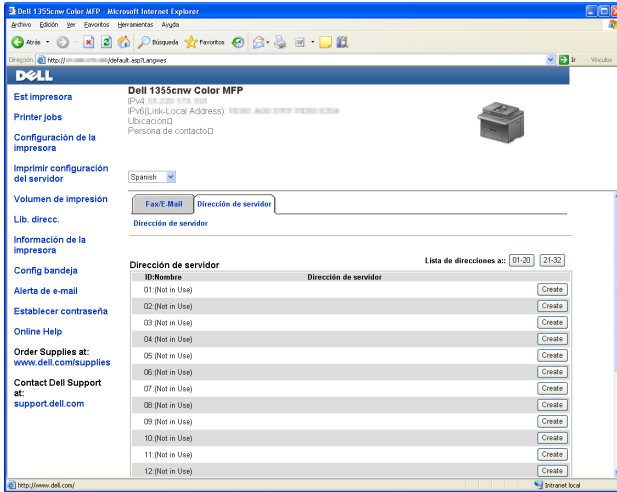 Dell 1355cnw Color MFP - Microsoft Internet Explorer
Archivo Edición Ver Favoritos Herramientas Ayuda
Atrás Búsqueda Favoritos
Dirección http:// /default.asp?Lang=es Ir Vínculos
DELL
Est impresora
Printer jobs
Configuración de la
impresora
Imprimir configuración
del servidor
Volumen de impresión
Lib. direcc.
Información de la
impresora
Config bandeja
Alerta de e-mail
Establecer contraseña
Online Help
Order Supplies at:
www.dell.com/supplies
Contact Dell Support
at:
support.dell.com
Dell 1355cnw Color MFP
IPv4:
IPv6(Link-Local Address):
Ubicación
Persona de contacto
Spanish
Fax/E-Mail Dirección de servidor
Dirección de servidor
Dirección de servidor Lista de direcciones a:: 01-20 21-32
ID:Nombre Dirección de servidor
01:(Not in Use) Create
02:(Not in Use) Create
03:(Not in Use) Create
04:(Not in Use) Create
05:(Not in Use) Create
06:(Not in Use) Create
07:(Not in Use) Create
08:(Not in Use) Create
09:(Not in Use) Create
10:(Not in Use) Create
11:(Not in Use) Create
12:(Not in Use) Create
http://www.dell.com/ Intranet local